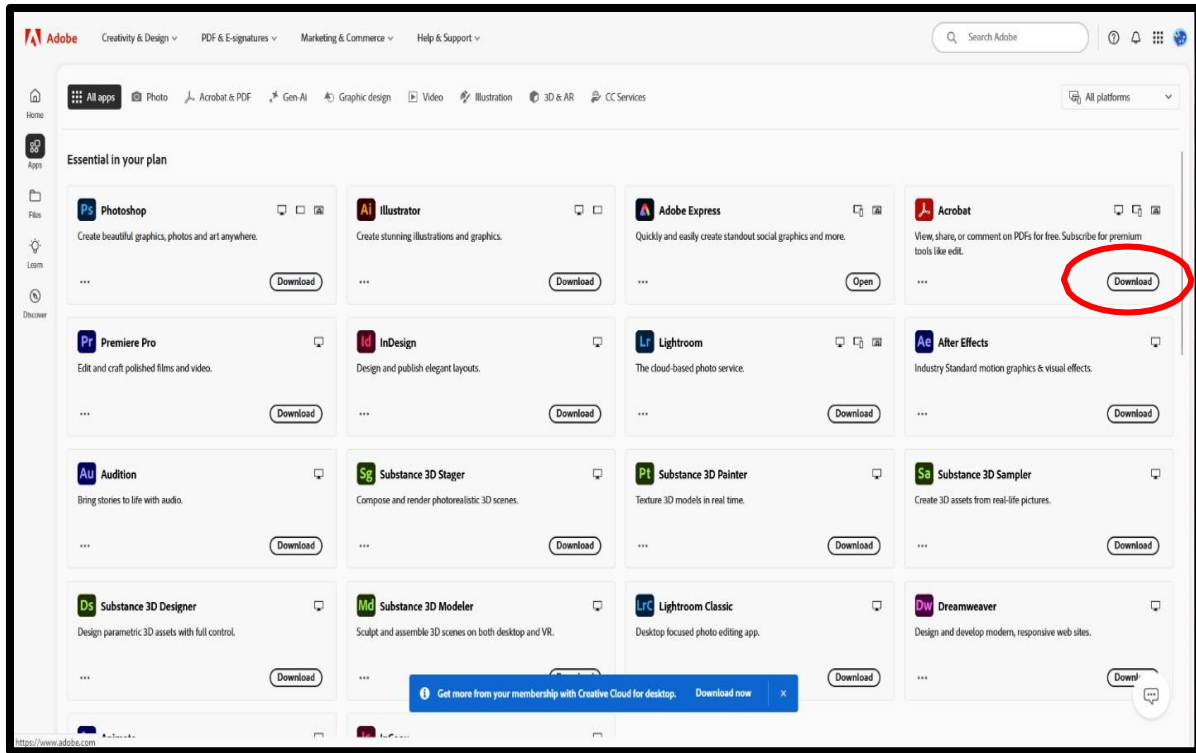 Adobe
Creativity & Design
PDF & E-signatures
Marketing & Commerce
Help & Support
Search Adobe
Home
Apps
Files
Learn
Discover
All apps
Photo
Acrobat & PDF
Gen-AI
Graphic design
Video
Illustration
3D & AR
CC Services
All platforms
Essential in your plan
Ps Photoshop
Create beautiful graphics, photos and art anywhere.
... Download
Ai Illustrator
Create stunning illustrations and graphics.
... Download
Adobe Express
Quickly and easily create standout social graphics and more.
... Open
Acrobat
View, share, or comment on PDFs for free. Subscribe for premium
tools like edit.
... Download
Pr Premiere Pro
Edit and craft polished films and video.
... Download
Id InDesign
Design and publish elegant layouts.
... Download
Lr Lightroom
The cloud-based photo service.
... Download
Ae After Effects
Industry Standard motion graphics & visual effects.
... Download
Au Audition
Bring stories to life with audio.
... Download
Sg Substance 3D Stager
Compose and render photorealistic 3D scenes.
... Download
Pt Substance 3D Painter
Texture 3D models in real time.
... Download
Sa Substance 3D Sampler
Create 3D assets from real-life pictures.
... Download
Ds Substance 3D Designer
Design parametric 3D assets with full control.
... Download
Md Substance 3D Modeler
Sculpt and assemble 3D scenes on both desktop and VR.
...
LrC Lightroom Classic
Desktop focused photo editing app.
Download
Dw Dreamweaver
Design and develop modern, responsive web sites.
...
Get more from your membership with Creative Cloud for desktop. Download now x
https://www.adobe.com